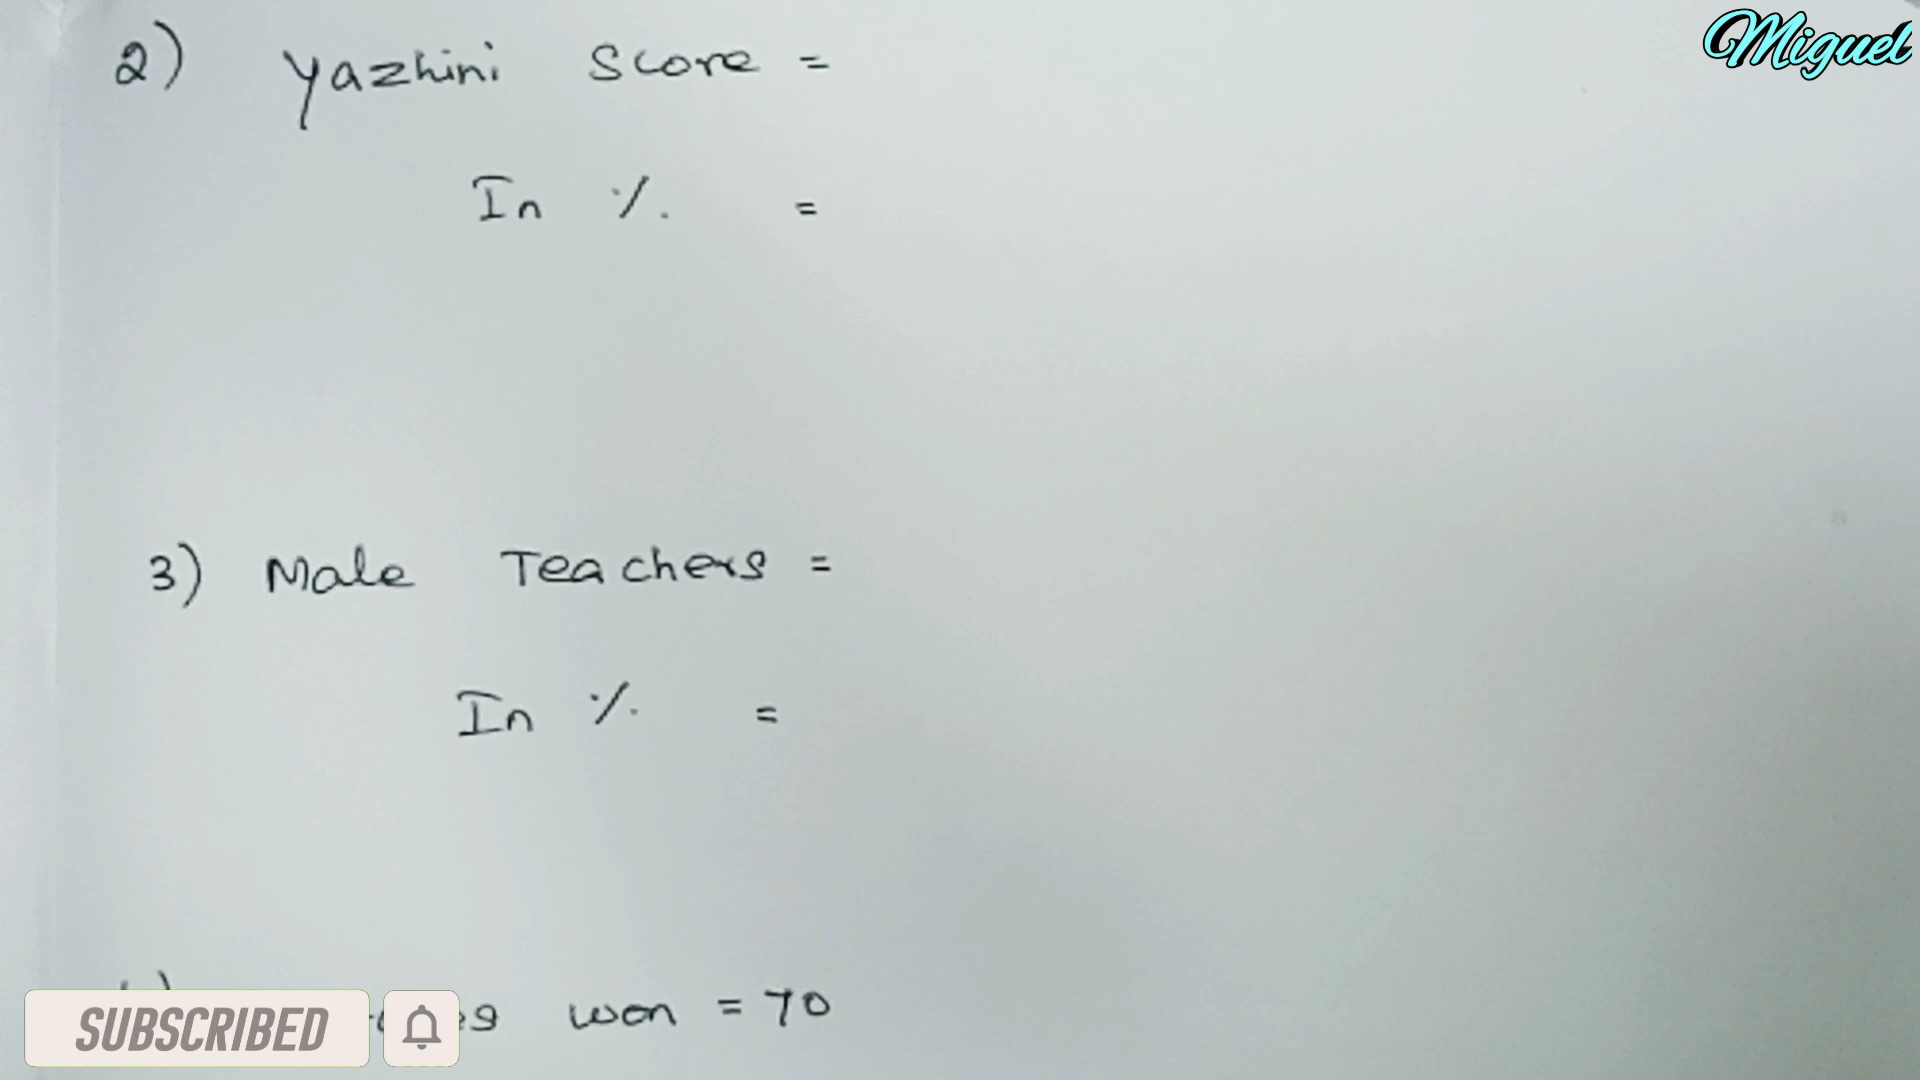 Miguel
2) Yazhini Score =
In % =
3) Male Teachers =
In % =
won = 70
SUBSCRIBED